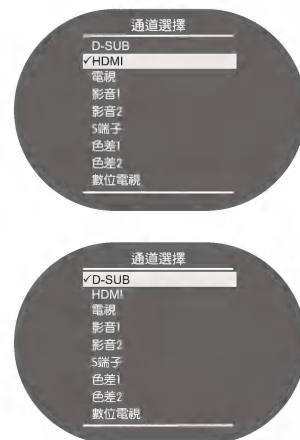 通道選擇
D-SUB
✓HDMI
電視
影音1
影音2
S端子
色差1
色差2
數位電視
通道選擇
✓D-SUB
HDMI
電視
影音1
影音2
S端子
色差1
色差2
數位電視